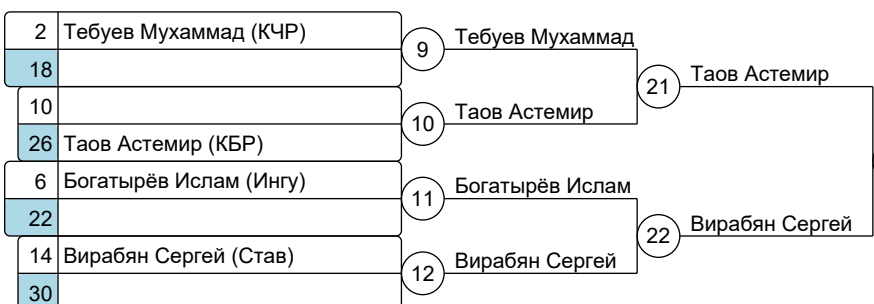 2 Тебуев Мухаммад (КЧР)
18
9 Тебуев Мухаммад
10
26 Таов Астемир (КБР)
10 Таов Астемир
21 Таов Астемир
6 Богатырёв Ислам (Ингу)
22
11 Богатырёв Ислам
14 Вирабян Сергей (Став)
30
12 Вирабян Сергей
22 Вирабян Сергей